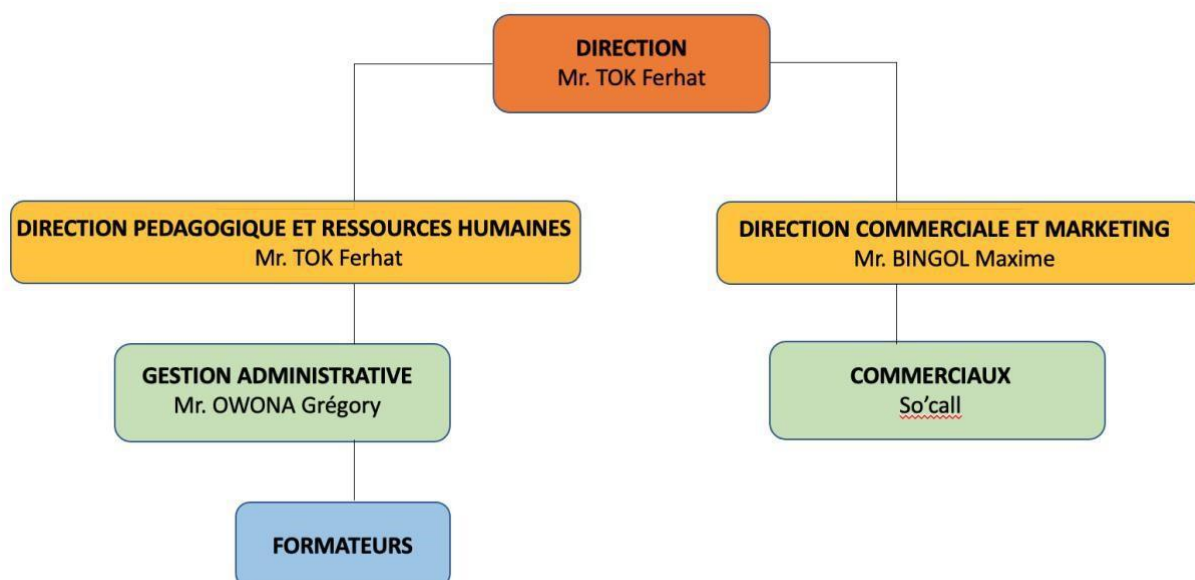 DIRECTION
Mr. TOK Ferhat
DIRECTION PEDAGOGIQUE ET RESSOURCES HUMAINES
Mr. TOK Ferhat
DIRECTION COMMERCIALE ET MARKETING
Mr. BINGOL Maxime
GESTION ADMINISTRATIVE
Mr. OWONA Grégory
COMMERCIAUX
So’call
FORMATEURS